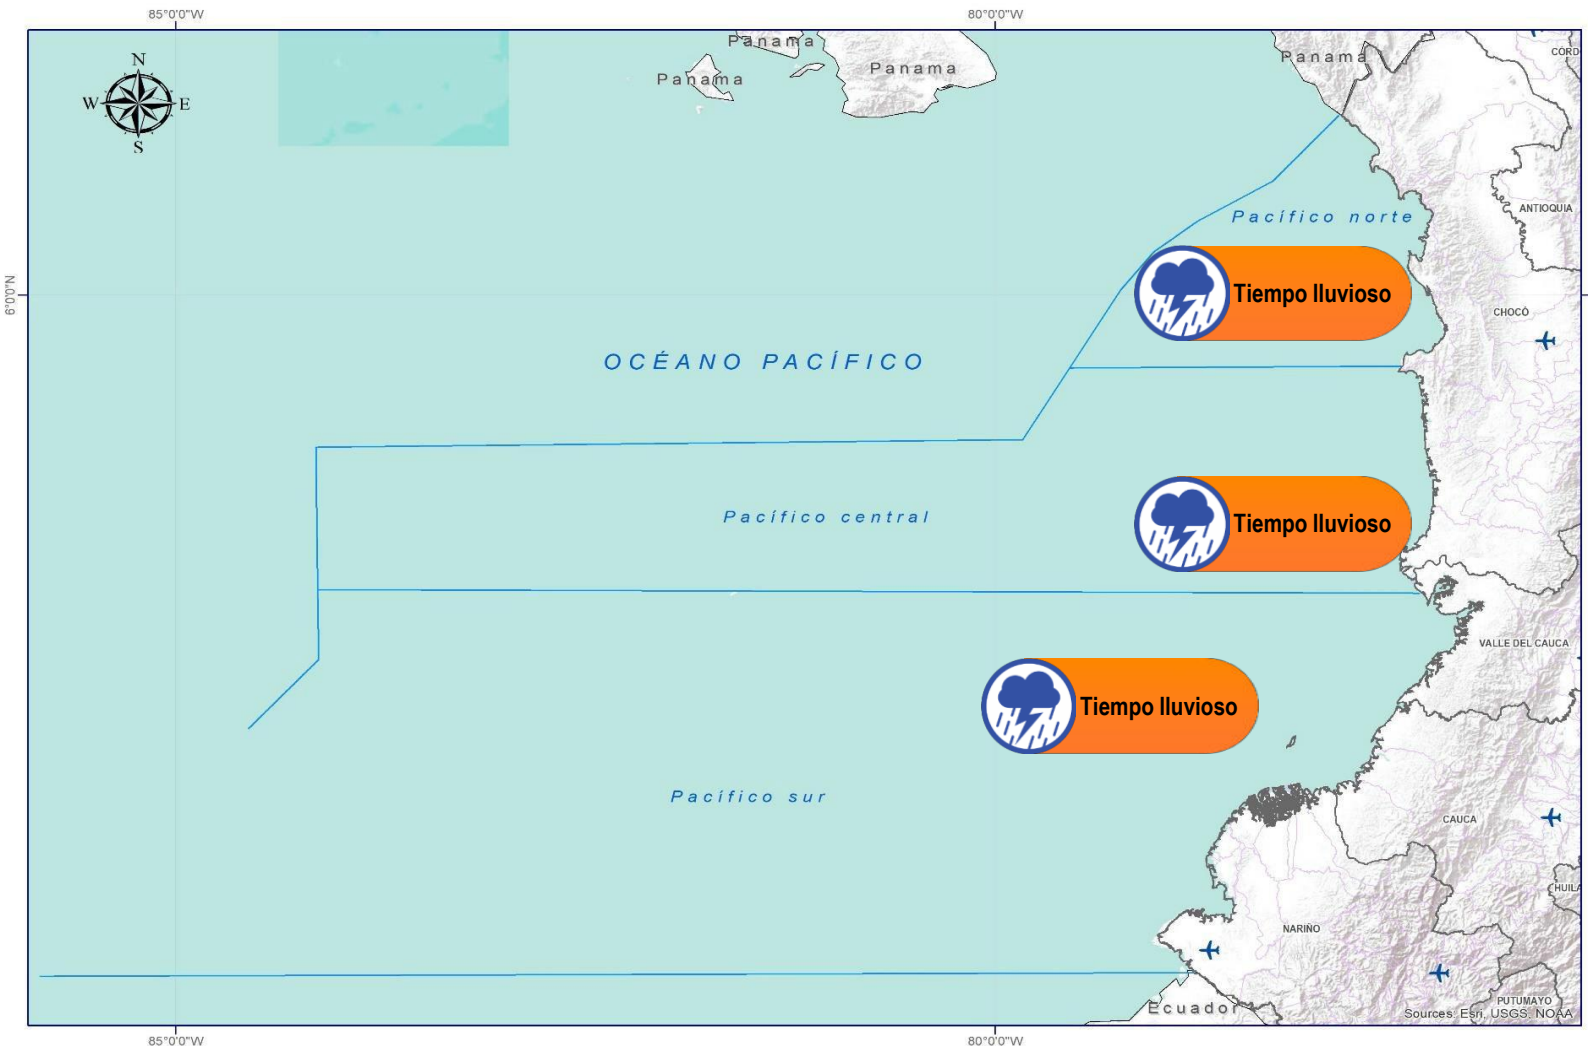 85°0'0"W
80°0'0"W
N
W
E
S
Panama
Panama
Panama
Panama
ANTIOQUIA
Pacífico norte
6°0'0"N
Tiempo lluvioso
CHOCÓ
OCÉANO PACÍFICO
Pacífico central
Tiempo lluvioso
VALLE DEL CAUCA
Tiempo lluvioso
Pacífico sur
CAUCA
HUILA
NARIÑO
PUTUMAYO
Ecuador
Sources: Esri, USGS, NOAA
85°0'0"W
80°0'0"W